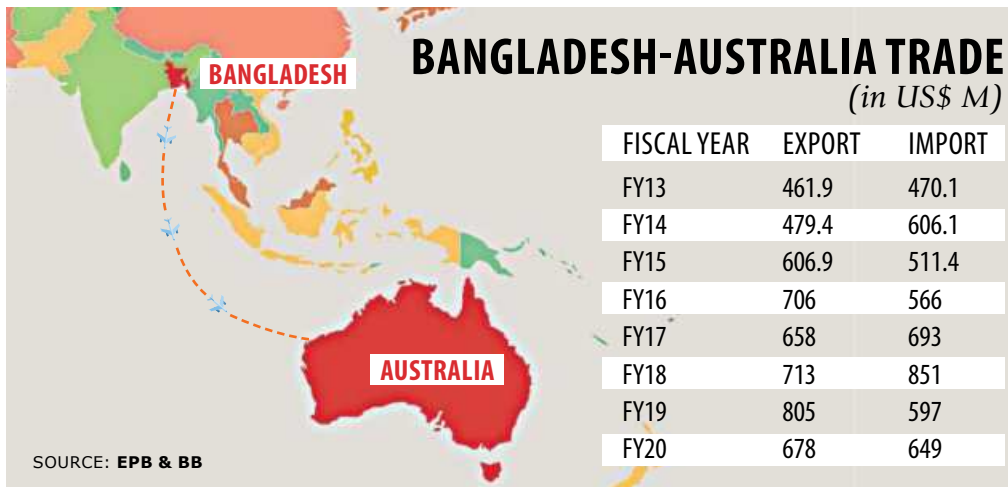 BANGLADESH-AUSTRALIA TRADE
(in US$ M)
BANGLADESH
FISCAL YEAR EXPORT IMPORT
FY13 461.9 470.1
FY14 479.4 606.1
FY15 606.9 511.4
FY16 706 566
FY17 658 693
FY18 713 851
FY19 805 597
FY20 678 649
AUSTRALIA
SOURCE: EPB & BB